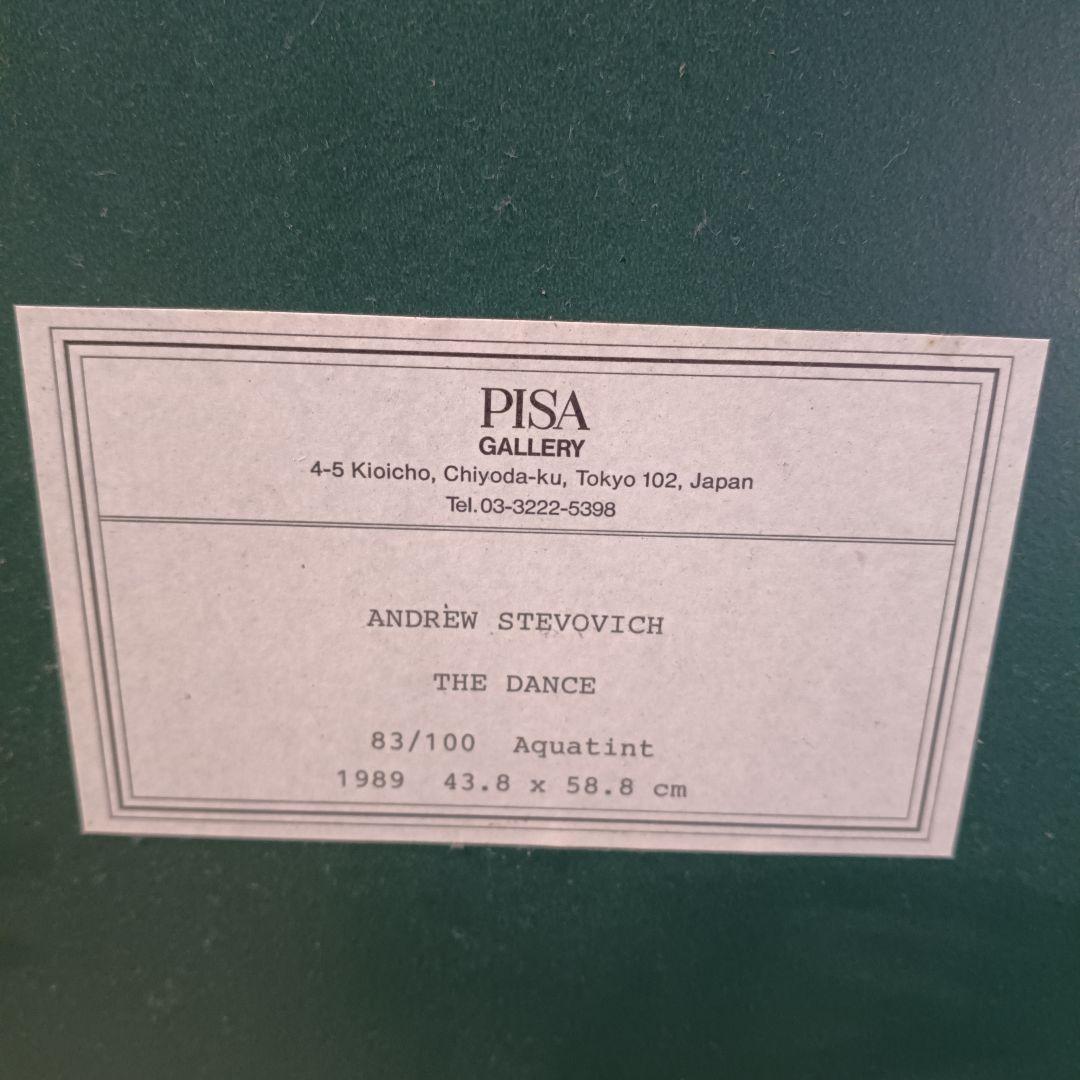 PISA
GALLERY
4-5 Kioicho, Chiyoda-ku, Tokyo 102, Japan
Tel.03-3222-5398
ANDREW STEVOVICH
THE DANCE
83/100 Aquatint
1989 43.8 x 58.8 cm